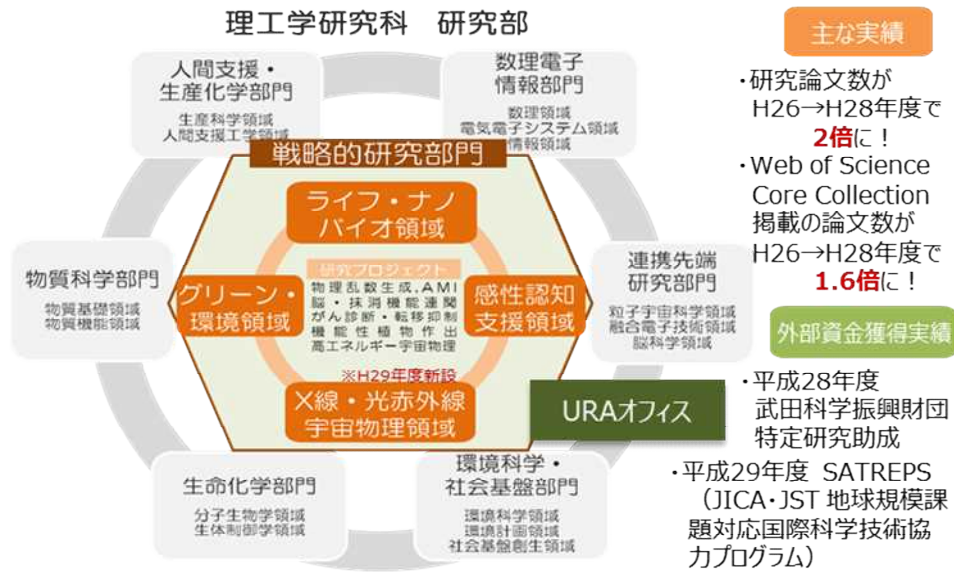 理工学研究科 研究部
人間支援・
生産化学部門
生産科学領域
人間支援工学領域
数理電子
情報部門
数理領域
電気電子システム領域
情報領域
戦略的研究部門
ライフ・ナノ
バイオ領域
物質科学部門
物質基礎領域
物質機能領域
グリーン・
環境領域
研究プロジェクト
物理乱数生成,AMI
脳・抹消機能連関
がん診断・転移抑制
機能性植物作出
高エネルギー宇宙物理
感性認知
支援領域
連携先端
研究部門
粒子宇宙科学領域
融合電子技術領域
脳科学領域
※H29年度新設
X線・光赤外線
宇宙物理領域
URAオフィス
生命化学部門
分子生物学領域
生体制御学領域
環境科学・
社会基盤部門
環境科学領域
環境計画領域
社会基盤創生領域
主な実績
・研究論文数が
H26→H28年度で
2倍に！
・Web of Science
Core Collection
掲載の論文数が
H26→H28年度で
1.6倍に！
外部資金獲得実績
・平成28年度
武田科学振興財団
特定研究助成
・平成29年度 SATREPS
（JICA・JST 地球規模課
題対応国際科学技術協
力プログラム）